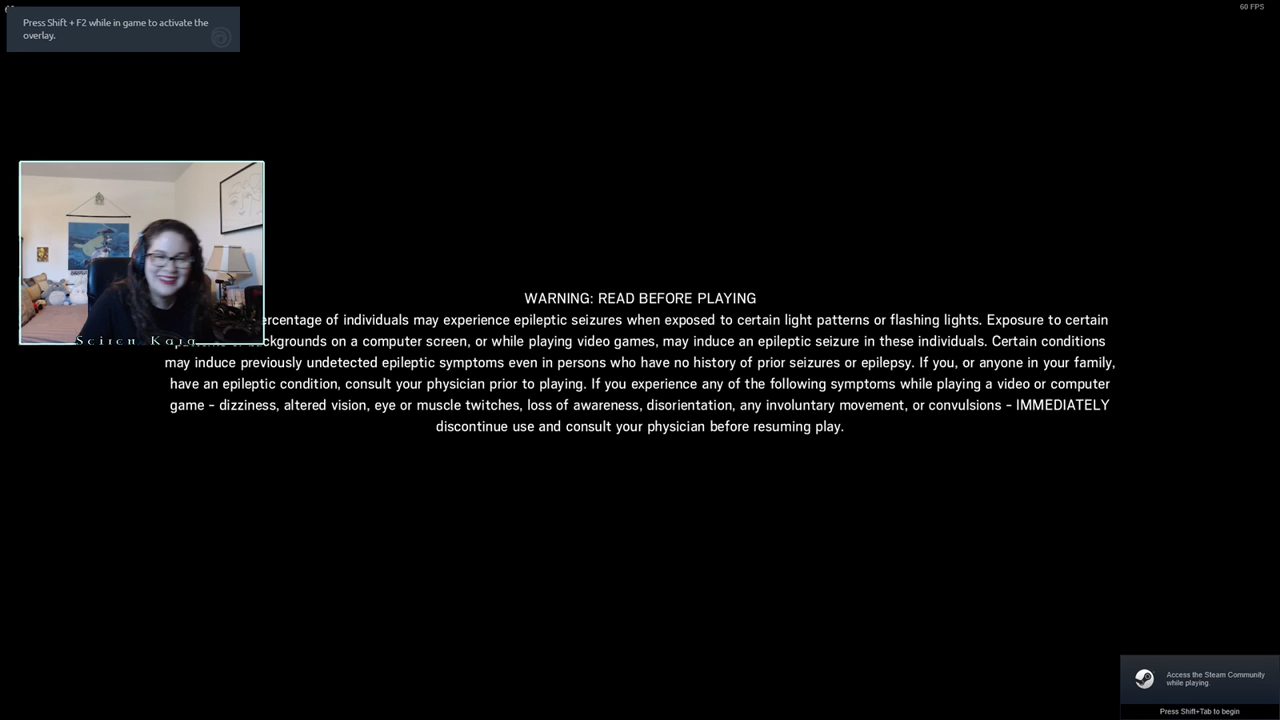 Press Shift + F2 while in game to activate the
overlay.
60 FPS
WARNING: READ BEFORE PLAYING
ercentage of individuals may experience epileptic seizures when exposed to certain light patterns or flashing lights. Exposure to certain
ckgrounds on a computer screen, or while playing video games, may induce an epileptic seizure in these individuals. Certain conditions
may induce previously undetected epileptic symptoms even in persons who have no history of prior seizures or epilepsy. If you, or anyone in your family,
have an epileptic condition, consult your physician prior to playing. If you experience any of the following symptoms while playing a video or computer
game - dizziness, altered vision, eye or muscle twitches, loss of awareness, disorientation, any involuntary movement, or convulsions - IMMEDIATELY
discontinue use and consult your physician before resuming play.
Access the Steam Community
while playing.
Press Shift+Tab to begin